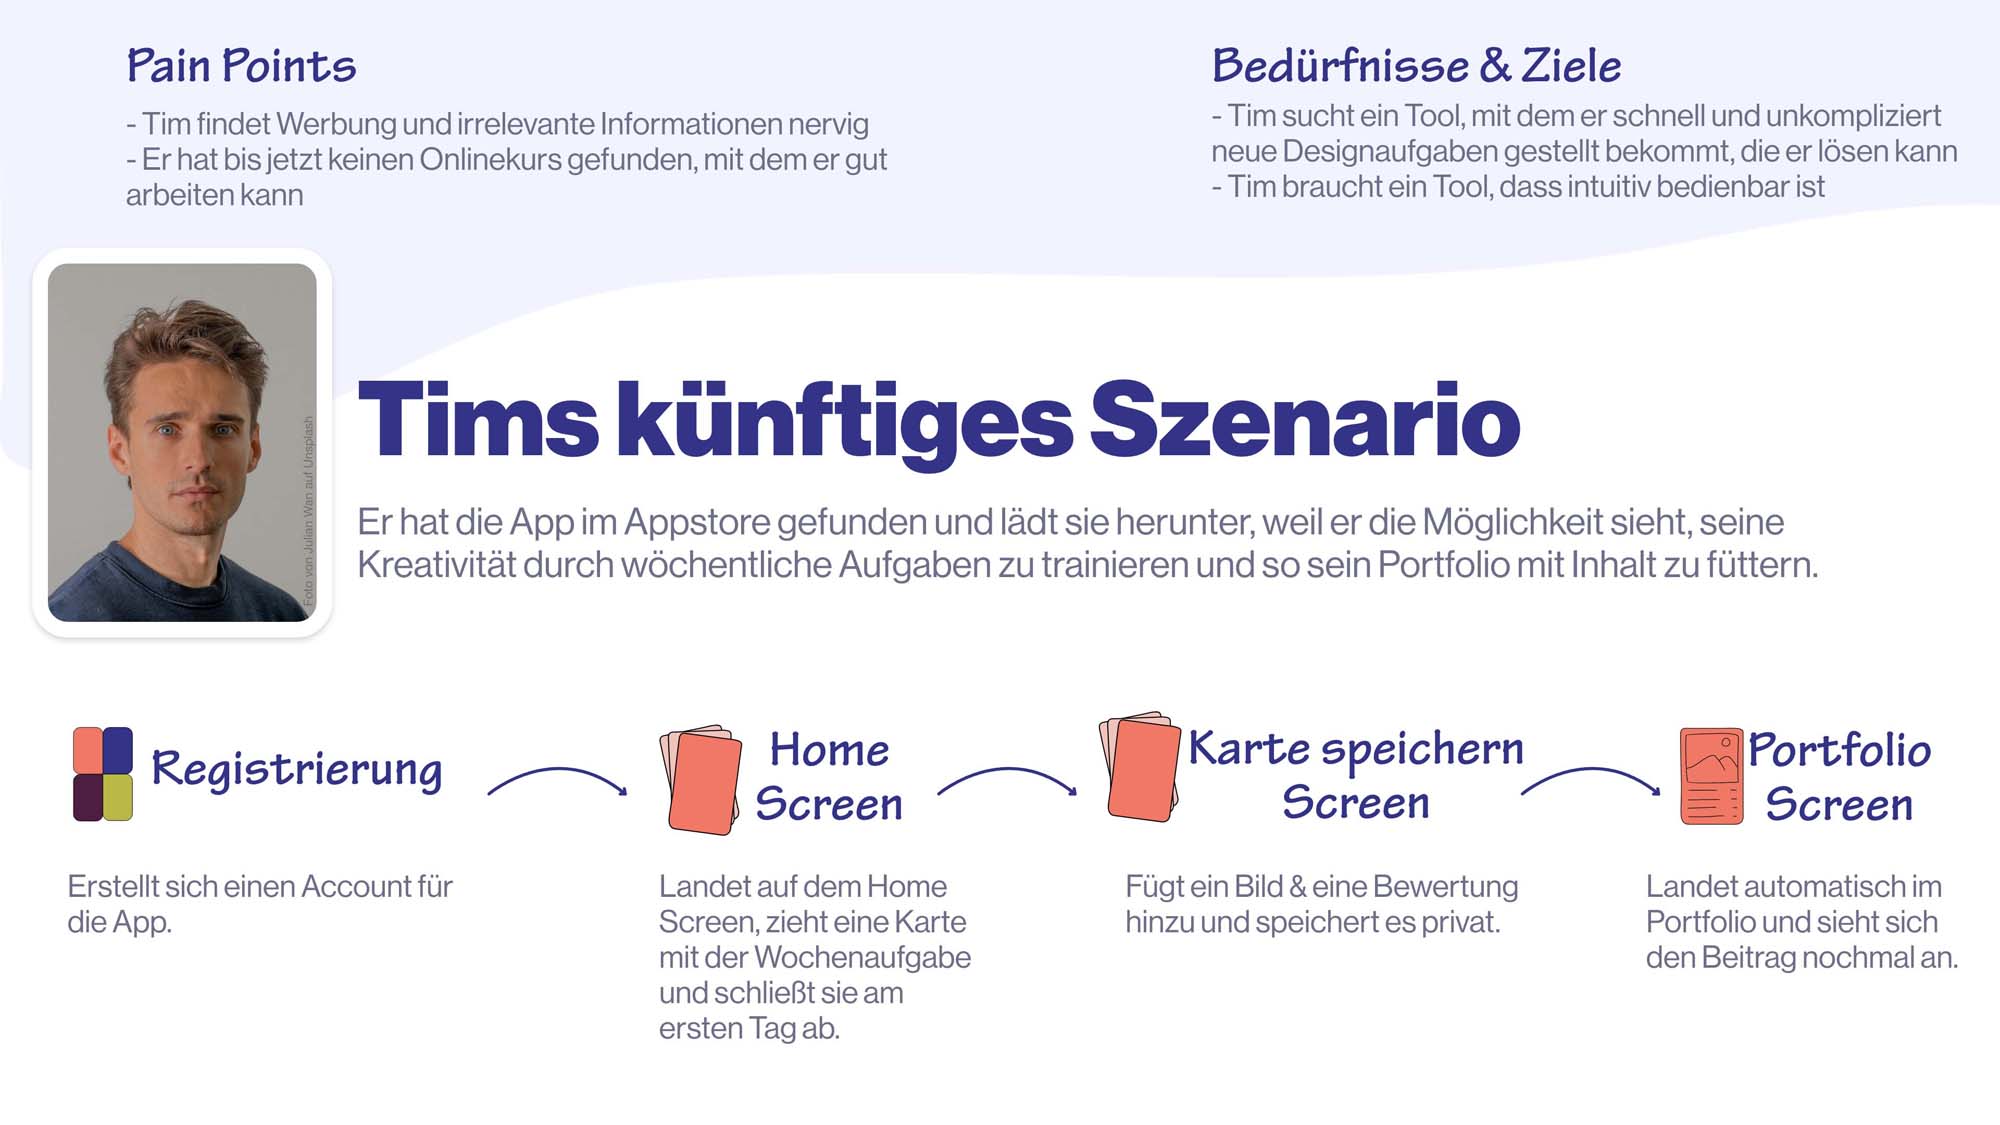 Pain Points
- Tim findet Werbung und irrelevante Informationen nervig
- Er hat bis jetzt keinen Onlinekurs gefunden, mit dem er gut
arbeiten kann
Bedürfnisse & Ziele
- Tim sucht ein Tool, mit dem er schnell und unkompliziert
neue Designaufgaben gestellt bekommt, die er lösen kann
- Tim braucht ein Tool, dass intuitiv bedienbar ist
Foto von Julian Wan auf Unsplash
Tims künftiges Szenario
Er hat die App im Appstore gefunden und lädt sie herunter, weil er die Möglichkeit sieht, seine
Kreativität durch wöchentliche Aufgaben zu trainieren und so sein Portfolio mit Inhalt zu füttern.
Registrierung
Erstellt sich einen Account für
die App.
Home
Screen
Landet auf dem Home
Screen, zieht eine Karte
mit der Wochenaufgabe
und schließt sie am
ersten Tag ab.
Karte speichern
Screen
Fügt ein Bild & eine Bewertung
hinzu und speichert es privat.
Portfolio
Screen
Landet automatisch im
Portfolio und sieht sich
den Beitrag nochmal an.